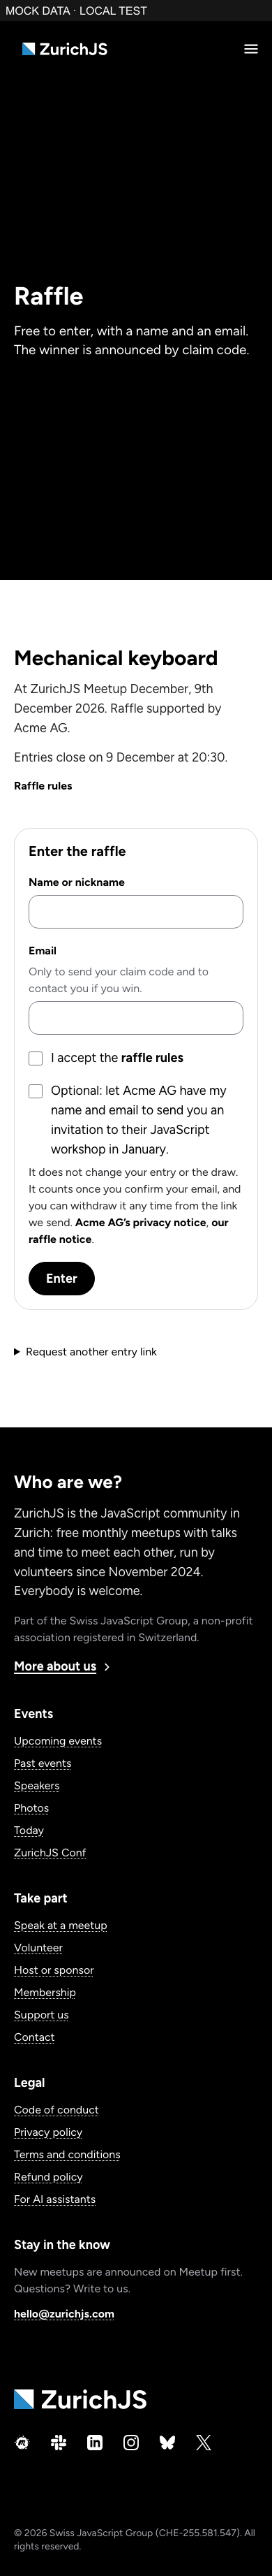 MOCK DATA · LOCAL TEST
ZurichJS
Raffle
Free to enter, with a name and an email.
The winner is announced by claim code.
Mechanical keyboard
At ZurichJS Meetup December, 9th
December 2026. Raffle supported by
Acme AG.
Entries close on 9 December at 20:30.
Raffle rules
Enter the raffle
Name or nickname
Email
Only to send your claim code and to
contact you if you win.
I accept the raffle rules
Optional: let Acme AG have my
name and email to send you an
invitation to their JavaScript
workshop in January.
It does not change your entry or the draw.
It counts once you confirm your email, and
you can withdraw it any time from the link
we send. Acme AG's privacy notice, our
raffle notice.
Enter
Request another entry link
Who are we?
ZurichJS is the JavaScript community in
Zurich: free monthly meetups with talks
and time to meet each other, run by
volunteers since November 2024.
Everybody is welcome.
Part of the Swiss JavaScript Group, a non-profit
association registered in Switzerland.
More about us
Events
Upcoming events
Past events
Speakers
Photos
Today
ZurichJS Conf
Take part
Speak at a meetup
Volunteer
Host or sponsor
Membership
Support us
Contact
Legal
Code of conduct
Privacy policy
Terms and conditions
Refund policy
For AI assistants
Stay in the know
New meetups are announced on Meetup first.
Questions? Write to us.
hello@zurichjs.com
ZurichJS
© 2026 Swiss JavaScript Group (CHE-255.581.547). All
rights reserved.